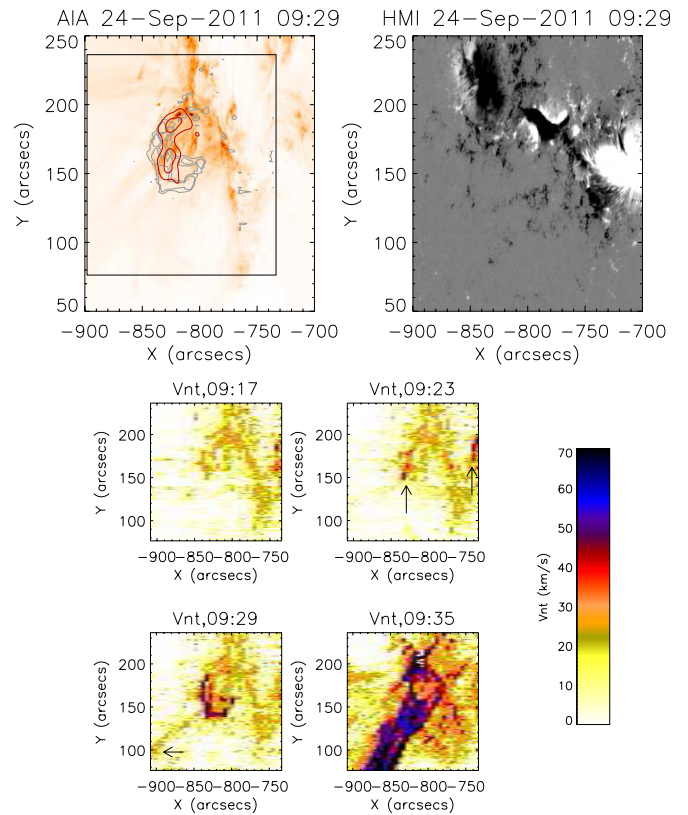 AIA 24-Sep-2011 09:29
HMI 24-Sep-2011 09:29
250
200
150
100
50
Y (arcsecs)
−900 −850 −800 −750 −700
X (arcsecs)
250
200
150
100
50
Y (arcsecs)
−900 −850 −800 −750 −700
X (arcsecs)
Vnt,09:17
Vnt,09:23
200
150
100
Y (arcsecs)
−900−850−800−750
X (arcsecs)
200
150
100
Y (arcsecs)
−900−850−800−750
X (arcsecs)
Vnt,09:29
Vnt,09:35
200
150
100
Y (arcsecs)
−900−850−800−750
X (arcsecs)
200
150
100
Y (arcsecs)
−900−850−800−750
X (arcsecs)
70
60
50
40
30
20
10
0
Vnt (km/s)